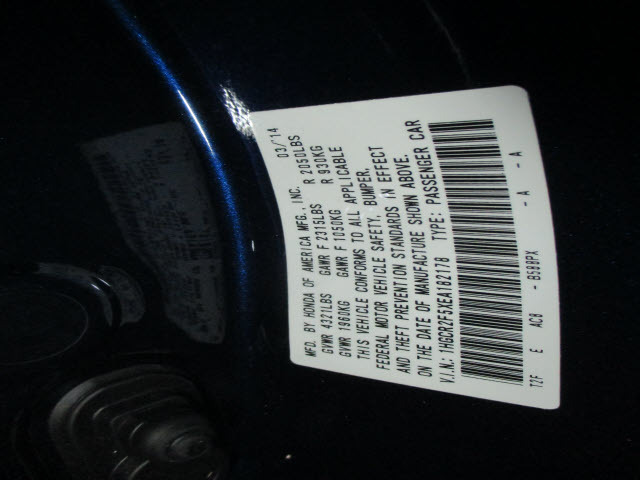 MFD. BY HONDA OF AMERICA MFG., INC. 03/14
GVWR 4321LBS GAWR F 2315LBS R 2050LBS
GVWR 1960KG GAWR F 1050KG R 930KG
THIS VEHICLE CONFORMS TO ALL APPLICABLE
FEDERAL MOTOR VEHICLE SAFETY, BUMPER,
AND THEFT PREVENTION STANDARDS IN EFFECT
ON THE DATE OF MANUFACTURE SHOWN ABOVE.
V.I.N.: 1HGCR2F5XEA182178 TYPE: PASSENGER CAR
T2F E AC8 -B588PX -A -A